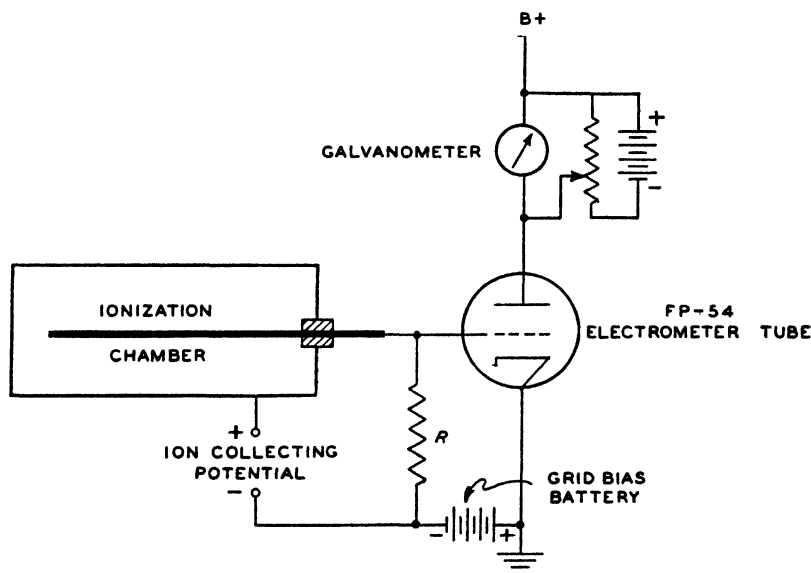 B+
GALVANOMETER
+
-
IONIZATION
CHAMBER
FP-54
ELECTROMETER TUBE
+
ION COLLECTING
POTENTIAL
-
R
GRID BIAS
BATTERY
- +